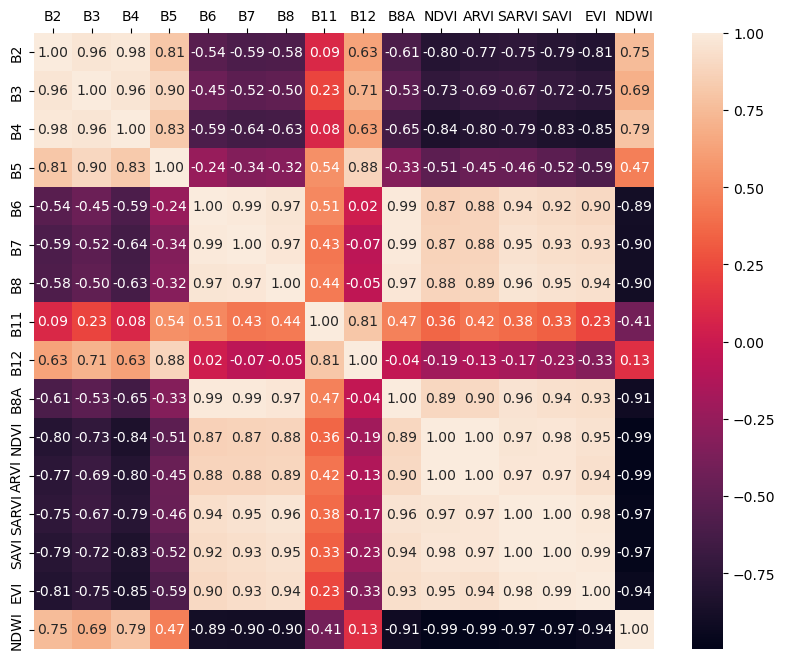 B2 B3 B4 B5 B6 B7 B8 B11 B12 B8A NDVI ARVI SARVI SAVI EVI NDWI
B2 1.00 0.96 0.98 0.81 -0.54 -0.59 -0.58 0.09 0.63 -0.61 -0.80 -0.77 -0.75 -0.79 -0.81 0.75
B3 0.96 1.00 0.96 0.90 -0.45 -0.52 -0.50 0.23 0.71 -0.53 -0.73 -0.69 -0.67 -0.72 -0.75 0.69
B4 0.98 0.96 1.00 0.83 -0.59 -0.64 -0.63 0.08 0.63 -0.65 -0.84 -0.80 -0.79 -0.83 -0.85 0.79
B5 0.81 0.90 0.83 1.00 -0.24 -0.34 -0.32 0.54 0.88 -0.33 -0.51 -0.45 -0.46 -0.52 -0.59 0.47
B6 -0.54 -0.45 -0.59 -0.24 1.00 0.99 0.97 0.51 0.02 0.99 0.87 0.88 0.94 0.92 0.90 -0.89
B7 -0.59 -0.52 -0.64 -0.34 0.99 1.00 0.97 0.43 -0.07 0.99 0.87 0.88 0.95 0.93 0.93 -0.90
B8 -0.58 -0.50 -0.63 -0.32 0.97 0.97 1.00 0.44 -0.05 0.97 0.88 0.89 0.96 0.95 0.94 -0.90
B11 0.09 0.23 0.08 0.54 0.51 0.43 0.44 1.00 0.81 0.47 0.36 0.42 0.38 0.33 0.23 -0.41
B12 0.63 0.71 0.63 0.88 0.02 -0.07 -0.05 0.81 1.00 -0.04 -0.19 -0.13 -0.17 -0.23 -0.33 0.13
B8A -0.61 -0.53 -0.65 -0.33 0.99 0.99 0.97 0.47 -0.04 1.00 0.89 0.90 0.96 0.94 0.93 -0.91
NDVI -0.80 -0.73 -0.84 -0.51 0.87 0.87 0.88 0.36 -0.19 0.89 1.00 1.00 0.97 0.98 0.95 -0.99
ARVI -0.77 -0.69 -0.80 -0.45 0.88 0.88 0.89 0.42 -0.13 0.90 1.00 1.00 0.97 0.97 0.94 -0.99
SARVI -0.75 -0.67 -0.79 -0.46 0.94 0.95 0.96 0.38 -0.17 0.96 0.97 0.97 1.00 1.00 0.98 -0.97
SAVI -0.79 -0.72 -0.83 -0.52 0.92 0.93 0.95 0.33 -0.23 0.94 0.98 0.97 1.00 1.00 0.99 -0.97
EVI -0.81 -0.75 -0.85 -0.59 0.90 0.93 0.94 0.23 -0.33 0.93 0.95 0.94 0.98 0.99 1.00 -0.94
NDWI 0.75 0.69 0.79 0.47 -0.89 -0.90 -0.90 -0.41 0.13 -0.91 -0.99 -0.99 -0.97 -0.97 -0.94 1.00
1.00
0.75
0.50
0.25
0.00
-0.25
-0.50
-0.75